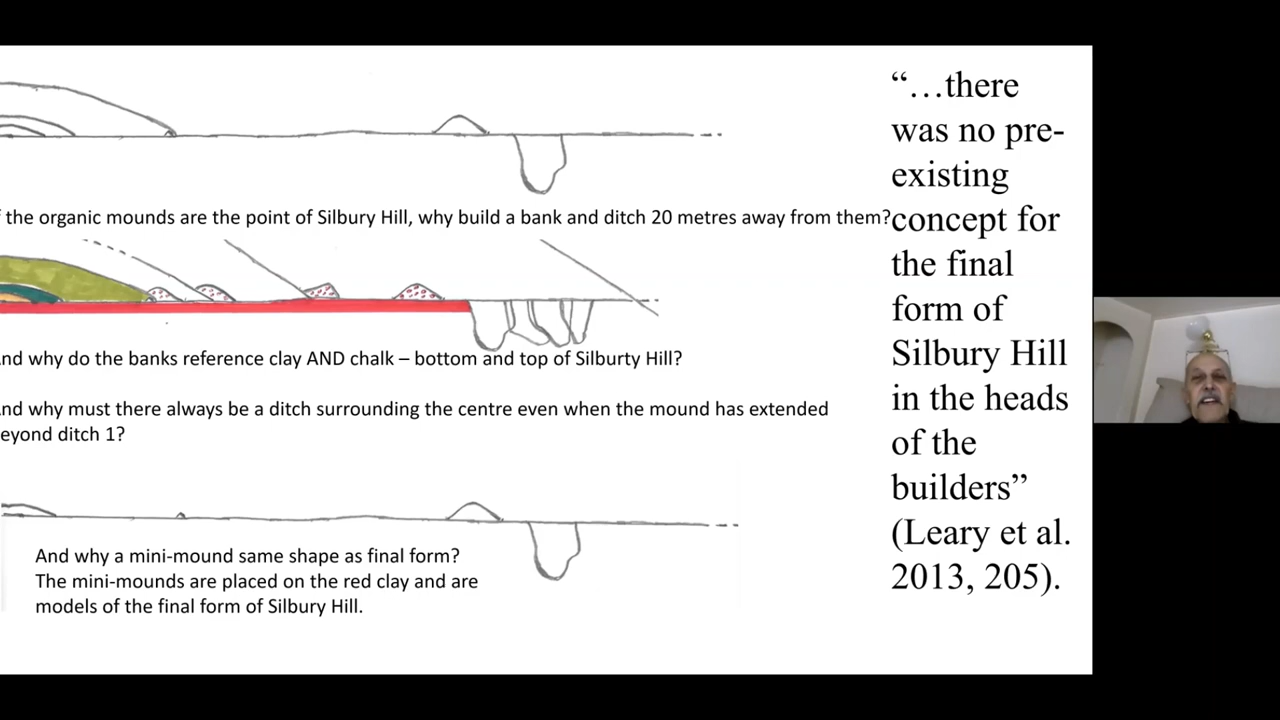 f the organic mounds are the point of Silbury Hill, why build a bank and ditch 20 metres away from them?
nd why do the banks reference clay AND chalk – bottom and top of Silburty Hill?
nd why must there always be a ditch surrounding the centre even when the mound has extended
eyond ditch 1?
And why a mini-mound same shape as final form?
The mini-mounds are placed on the red clay and are
models of the final form of Silbury Hill.
“…there
was no pre-
existing
concept for
the final
form of
Silbury Hill
in the heads
of the
builders”
(Leary et al.
2013, 205).